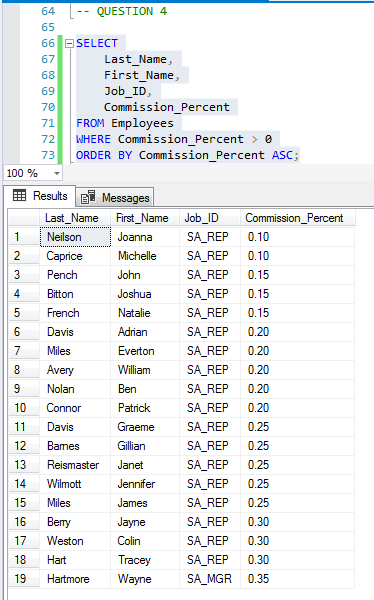 64 -- QUESTION 4
65
66 SELECT
67 Last_Name,
68 First_Name,
69 Job_ID,
70 Commission_Percent
71 FROM Employees
72 WHERE Commission_Percent > 0
73 ORDER BY Commission_Percent ASC;
100 %
Results Messages
Last_Name First_Name Job_ID Commission_Percent
1 Neilson Joanna SA_REP 0.10
2 Caprice Michelle SA_REP 0.10
3 Pench John SA_REP 0.15
4 Bitton Joshua SA_REP 0.15
5 French Natalie SA_REP 0.15
6 Davis Adrian SA_REP 0.20
7 Miles Everton SA_REP 0.20
8 Avery William SA_REP 0.20
9 Nolan Ben SA_REP 0.20
10 Connor Patrick SA_REP 0.20
11 Davis Graeme SA_REP 0.25
12 Barnes Gillian SA_REP 0.25
13 Reismaster Janet SA_REP 0.25
14 Wilmott Jennifer SA_REP 0.25
15 Miles James SA_REP 0.25
16 Berry Jayne SA_REP 0.30
17 Weston Colin SA_REP 0.30
18 Hart Tracey SA_REP 0.30
19 Hartmore Wayne SA_MGR 0.35